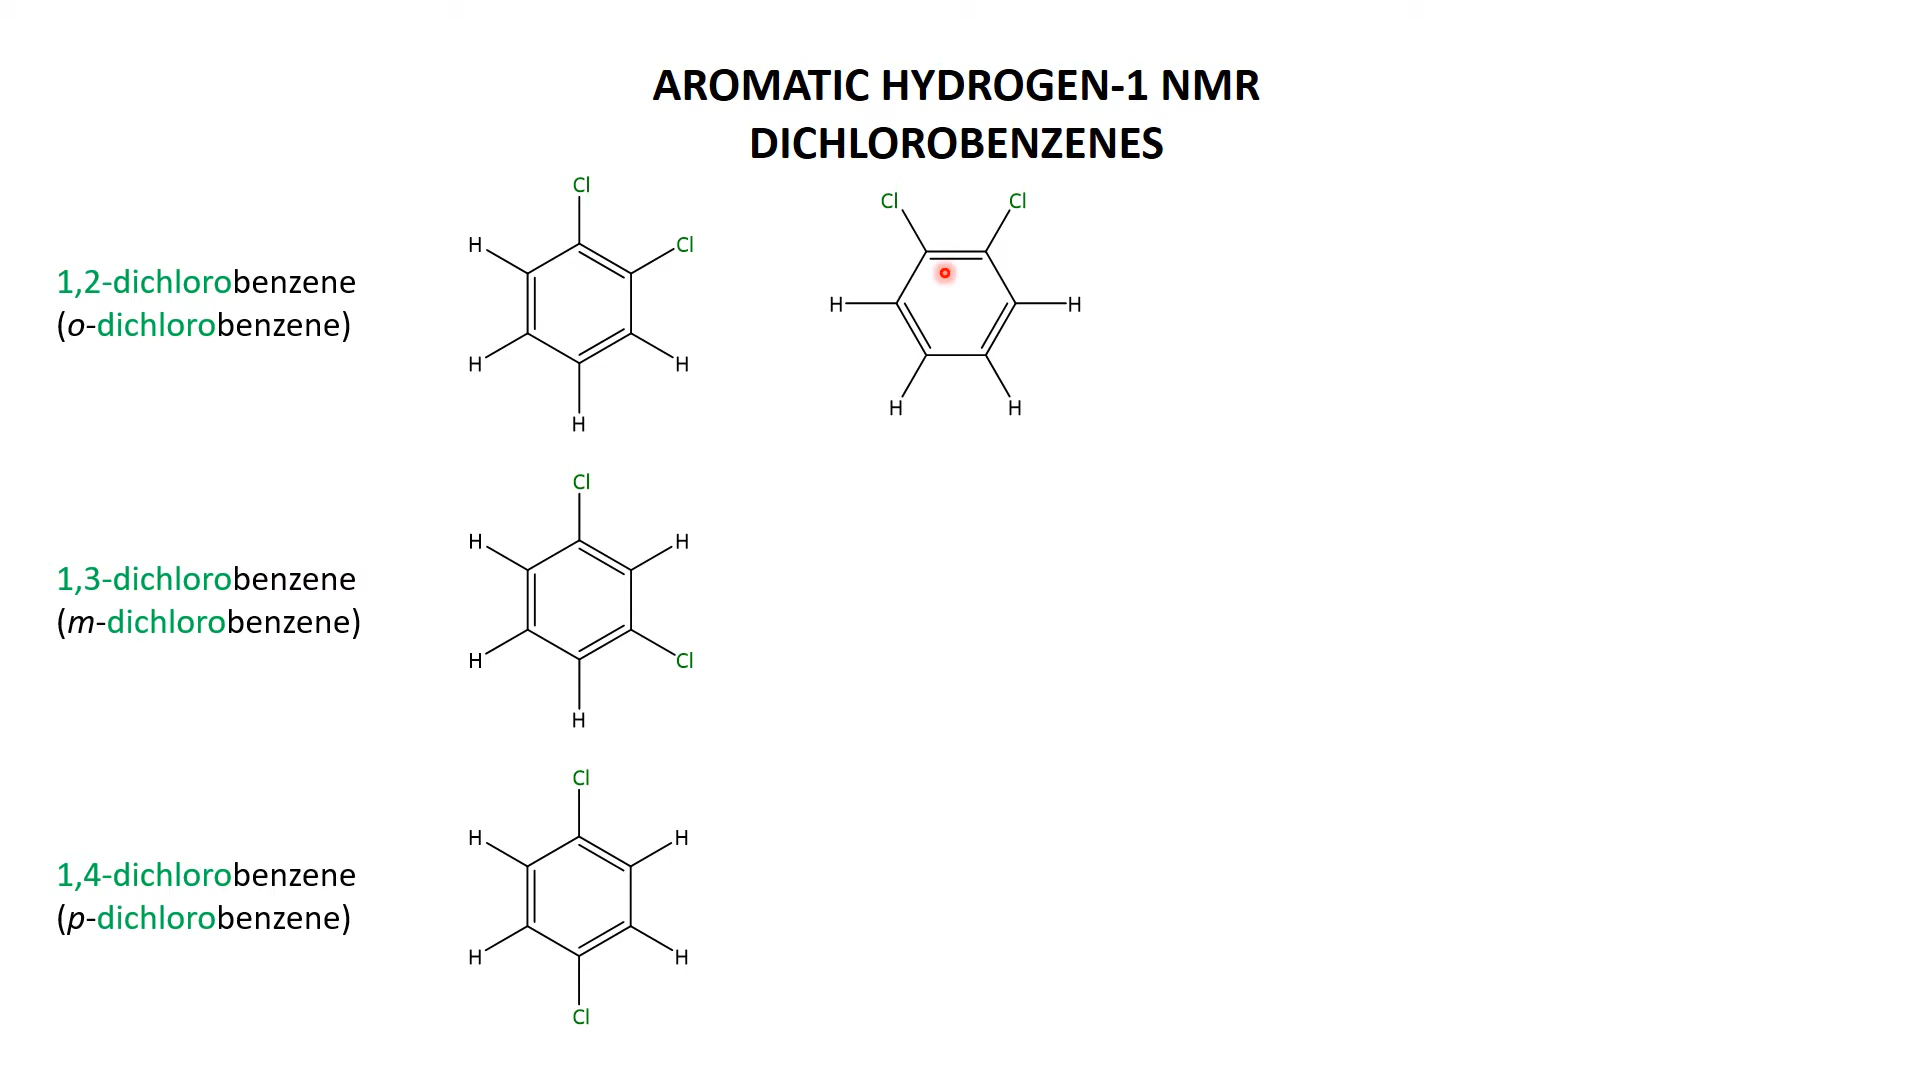 AROMATIC HYDROGEN-1 NMR
DICHLOROBENZENES
1,2-dichlorobenzene
(o-dichlorobenzene)
Cl
H
Cl
H
H
H
Cl
Cl
H
H
H
H
1,3-dichlorobenzene
(m-dichlorobenzene)
Cl
H
H
H
Cl
H
1,4-dichlorobenzene
(p-dichlorobenzene)
Cl
H
H
H
H
Cl